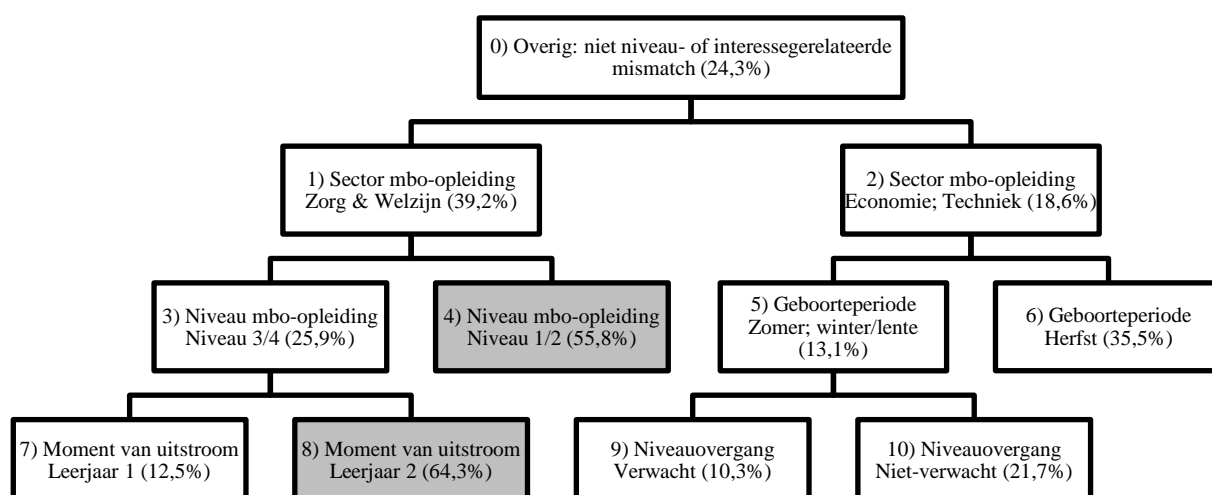 0) Overig: niet niveau- of interessegerelateerde
mismatch (24,3%)
1) Sector mbo-opleiding
Zorg & Welzijn (39,2%)
2) Sector mbo-opleiding
Economie; Techniek (18,6%)
3) Niveau mbo-opleiding
Niveau 3/4 (25,9%)
4) Niveau mbo-opleiding
Niveau 1/2 (55,8%)
5) Geboorteperiode
Zomer; winter/lente
(13,1%)
6) Geboorteperiode
Herfst (35,5%)
7) Moment van uitstroom
Leerjaar 1 (12,5%)
8) Moment van uitstroom
Leerjaar 2 (64,3%)
9) Niveauovergang
Verwacht (10,3%)
10) Niveauovergang
Niet-verwacht (21,7%)